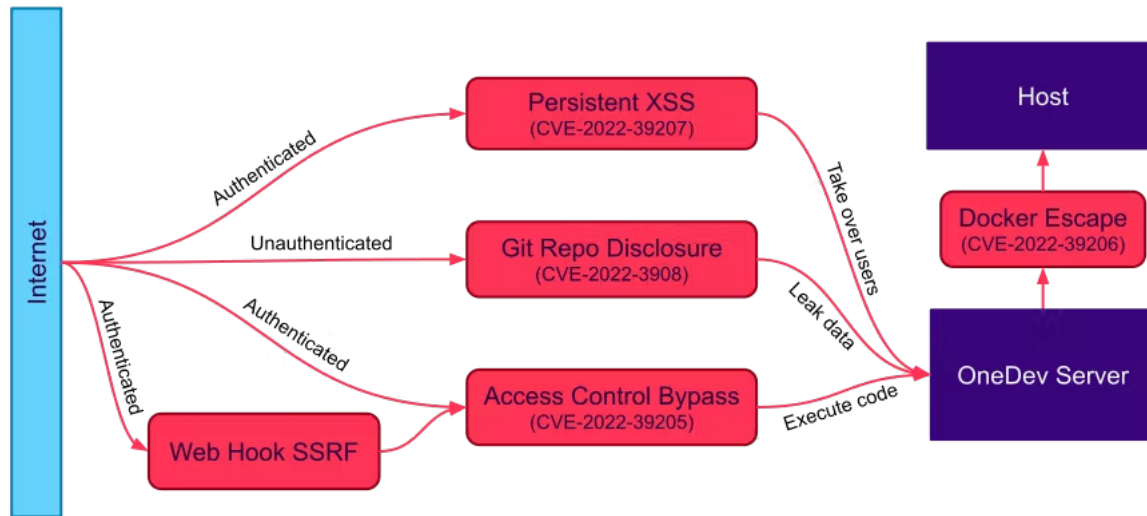 Internet
Authenticated
Unauthenticated
Authenticated
Authenticated
Web Hook SSRF
Persistent XSS
(CVE-2022-39207)
Git Repo Disclosure
(CVE-2022-3908)
Access Control Bypass
(CVE-2022-39205)
Take over users
Leak data
Execute code
Host
Docker Escape
(CVE-2022-39206)
OneDev Server